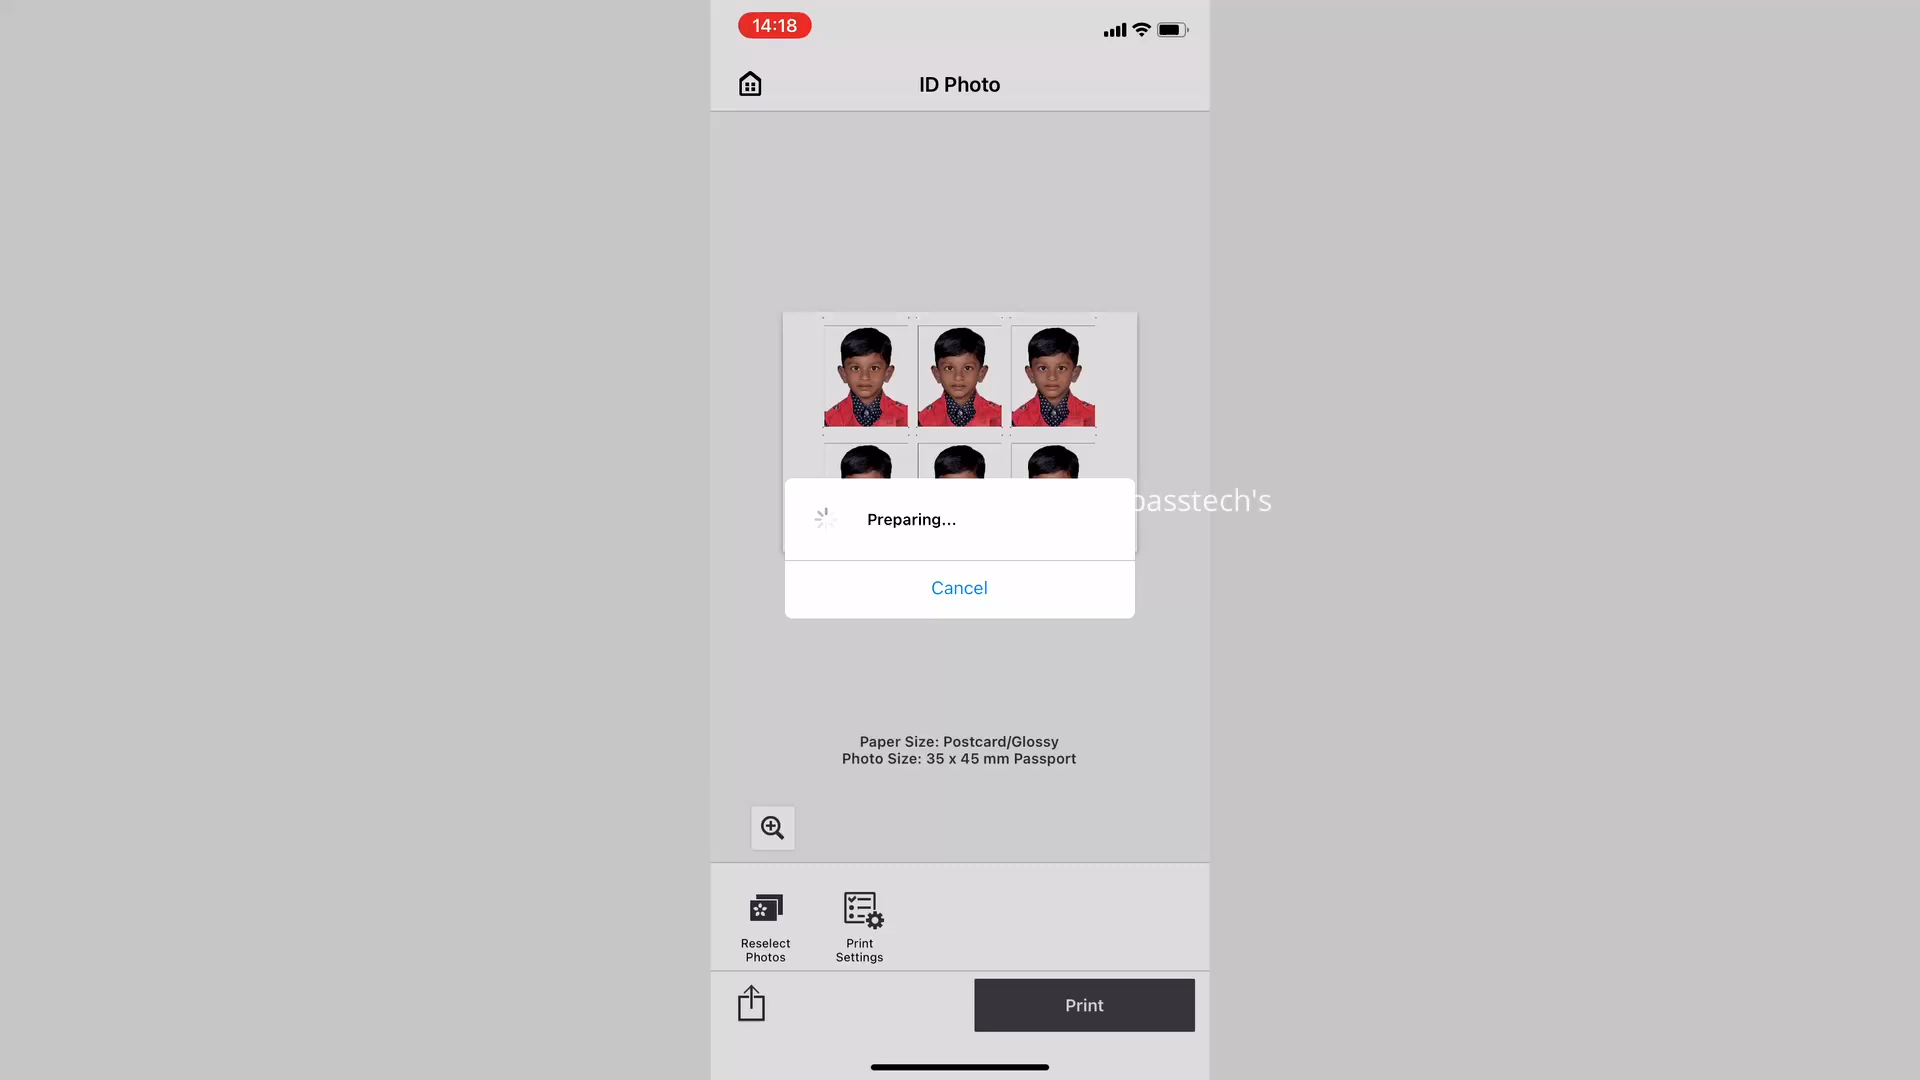 14:18
ID Photo
passtech's
Preparing...
Cancel
Paper Size: Postcard/Glossy
Photo Size: 35 x 45 mm Passport
Reselect
Photos
Print
Settings
Print